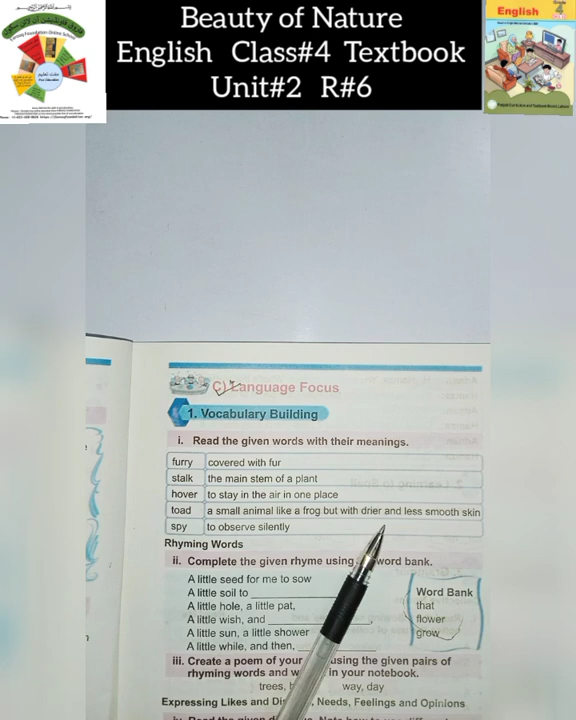 Beauty of Nature
English Class#4 Textbook
Unit#2 R#6
English
Grade
4
C) Language Focus
1. Vocabulary Building
i. Read the given words with their meanings.
furry covered with fur
stalk the main stem of a plant
hover to stay in the air in one place
toad a small animal like a frog but with drier and less smooth skin
spy to observe silently
Rhyming Words
ii. Complete the given rhyme using word bank.
A little seed for me to sow
A little soil to
A little hole, a little pat,
A little wish, and ,
A little sun, a little shower
A little while, and then,
Word Bank
that
flower
grow
iii. Create a poem of your using the given pairs of
rhyming words and in your notebook.
trees, way, day
Expressing Likes and , Needs, Feelings and Opinions